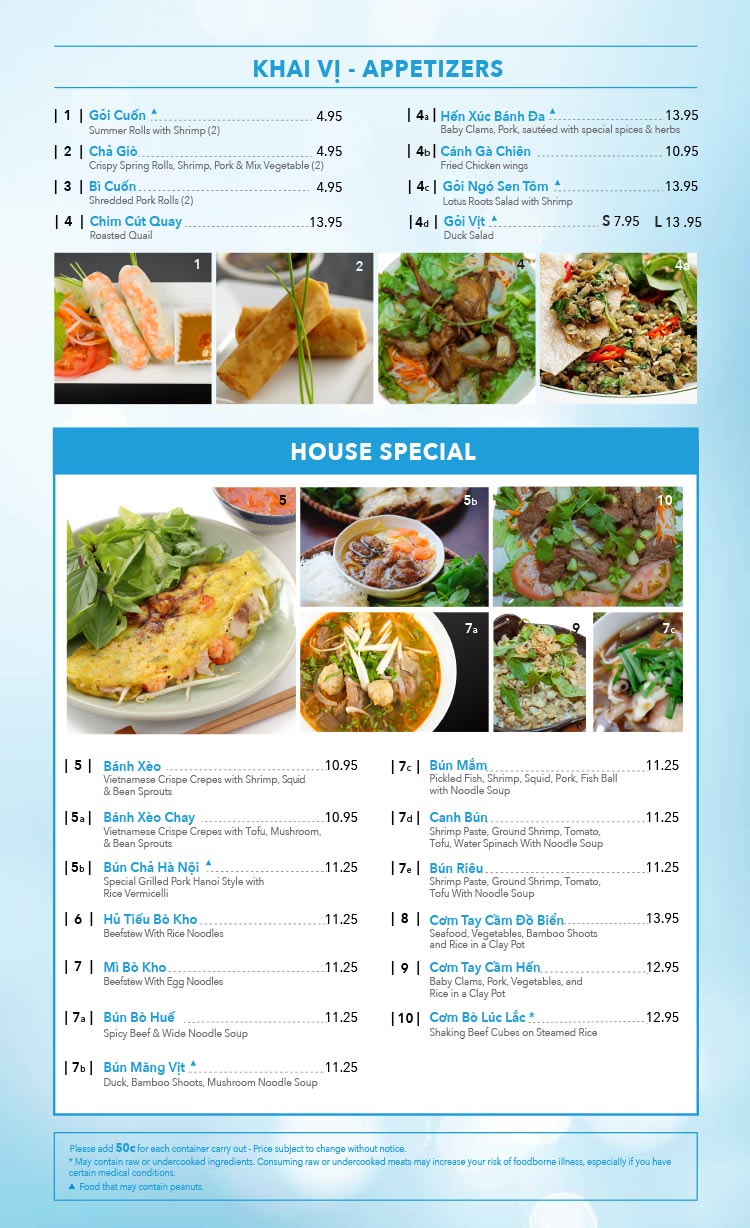 KHAI VỊ - APPETIZERS
| 1 | Gỏi Cuốn ▲ 4.95
Summer Rolls with Shrimp (2)
| 2 | Chả Giò 4.95
Crispy Spring Rolls, Shrimp, Pork & Mix Vegetable (2)
| 3 | Bì Cuốn 4.95
Shredded Pork Rolls (2)
| 4 | Chim Cút Quay 13.95
Roasted Quail
| 4a | Hến Xúc Bánh Đa ▲ 13.95
Baby Clams, Pork, sautéed with special spices & herbs
| 4b | Cánh Gà Chiên 10.95
Fried Chicken wings
| 4c | Gỏi Ngó Sen Tôm ▲ 13.95
Lotus Roots Salad with Shrimp
| 4d | Gỏi Vịt ▲ S 7.95 L 13 .95
Duck Salad
1
2
4
4a
HOUSE SPECIAL
5
5b
10
7a
9
7c
| 5 | Bánh Xèo 10.95
Vietnamese Crispe Crepes with Shrimp, Squid
& Bean Sprouts
| 5a | Bánh Xèo Chay 10.95
Vietnamese Crispe Crepes with Tofu, Mushroom,
& Bean Sprouts
| 5b | Bún Chả Hà Nội ▲ 11.25
Special Grilled Pork Hanoi Style with
Rice Vermicelli
| 6 | Hủ Tiếu Bò Kho 11.25
Beefstew With Rice Noodles
| 7 | Mì Bò Kho 11.25
Beefstew With Egg Noodles
| 7a | Bún Bò Huế 11.25
Spicy Beef & Wide Noodle Soup
| 7b | Bún Măng Vịt ▲ 11.25
Duck, Bamboo Shoots, Mushroom Noodle Soup
| 7c | Bún Mắm 11.25
Pickled Fish, Shrimp, Squid, Pork, Fish Ball
with Noodle Soup
| 7d | Canh Bún 11.25
Shrimp Paste, Ground Shrimp, Tomato,
Tofu, Water Spinach With Noodle Soup
| 7e | Bún Riêu 11.25
Shrimp Paste, Ground Shrimp, Tomato,
Tofu With Noodle Soup
| 8 | Cơm Tay Cầm Đồ Biển 13.95
Seafood, Vegetables, Bamboo Shoots
and Rice in a Clay Pot
| 9 | Cơm Tay Cầm Hến 12.95
Baby Clams, Pork, Vegetables, and
Rice in a Clay Pot
| 10 | Cơm Bò Lúc Lắc * 12.95
Shaking Beef Cubes on Steamed Rice
Please add 50c for each container carry out - Price subject to change without notice.
* May contain raw or undercooked ingredients. Consuming raw or undercooked meats may increase your risk of foodborne illness, especially if you have
certain medical conditions.
▲ Food that may contain peanuts.